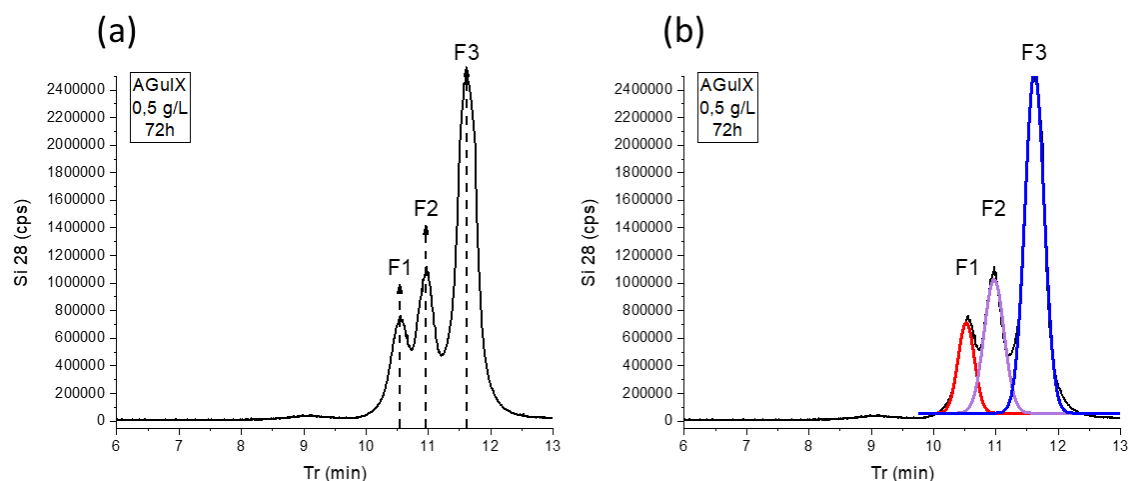 (a)
F3
AGuIX
0,5 g/L
72h
F2
F1
2400000
2200000
2000000
1800000
1600000
1400000
1200000
1000000
800000
600000
400000
200000
0
Si 28 (cps)
6 7 8 9 10 11 12 13
Tr (min)
(b)
F3
AGuIX
0,5 g/L
72h
F2
F1
2400000
2200000
2000000
1800000
1600000
1400000
1200000
1000000
800000
600000
400000
200000
0
Si 28 (cps)
6 7 8 9 10 11 12 13
Tr (min)